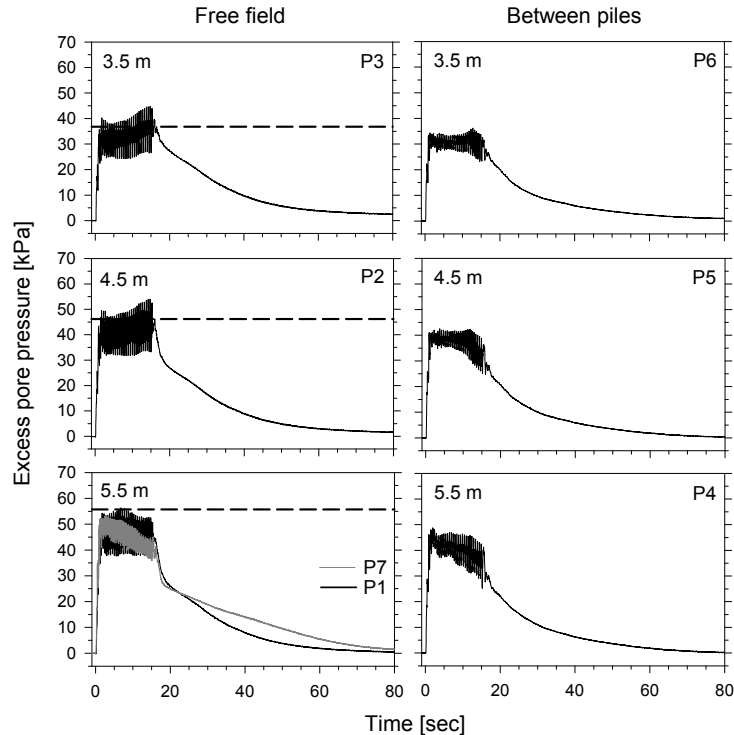 Free field
Between piles
70
60
50
40
30
20
10
0
3.5 m
P3
3.5 m
P6
70
60
50
40
30
20
10
0
4.5 m
P2
4.5 m
P5
Excess pore pressure [kPa]
70
60
50
40
30
20
10
0
5.5 m
P7
P1
5.5 m
P4
0 20 40 60 80
0 20 40 60 80
Time [sec]